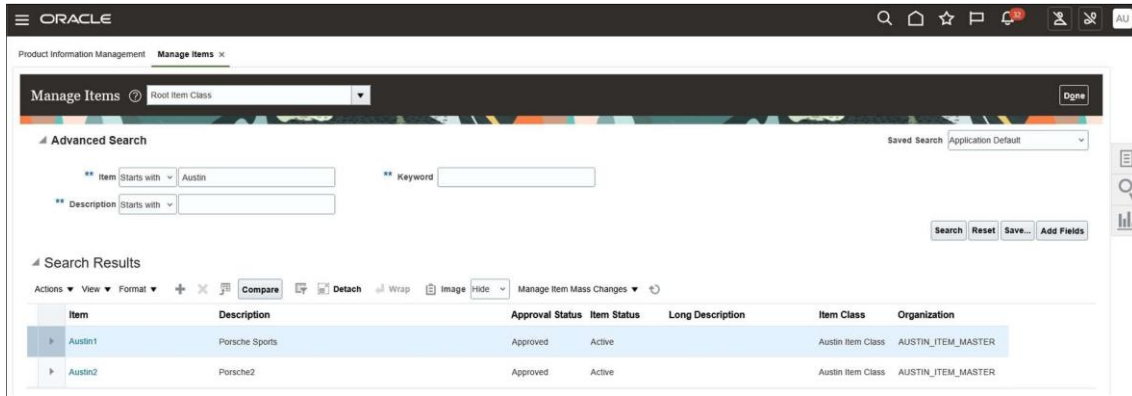 ORACLE 32 AU
Product Information Management Manage Items ×
Manage Items ? Root Item Class Done
Advanced Search Saved Search Application Default
** Item Starts with Austin ** Keyword
** Description Starts with
Search Reset Save... Add Fields
Search Results
Actions View Format Compare Detach Wrap Image Hide Manage Item Mass Changes
Item Description Approval Status Item Status Long Description Item Class Organization
Austin1 Porsche Sports Approved Active Austin Item Class AUSTIN_ITEM_MASTER
Austin2 Porsche2 Approved Active Austin Item Class AUSTIN_ITEM_MASTER